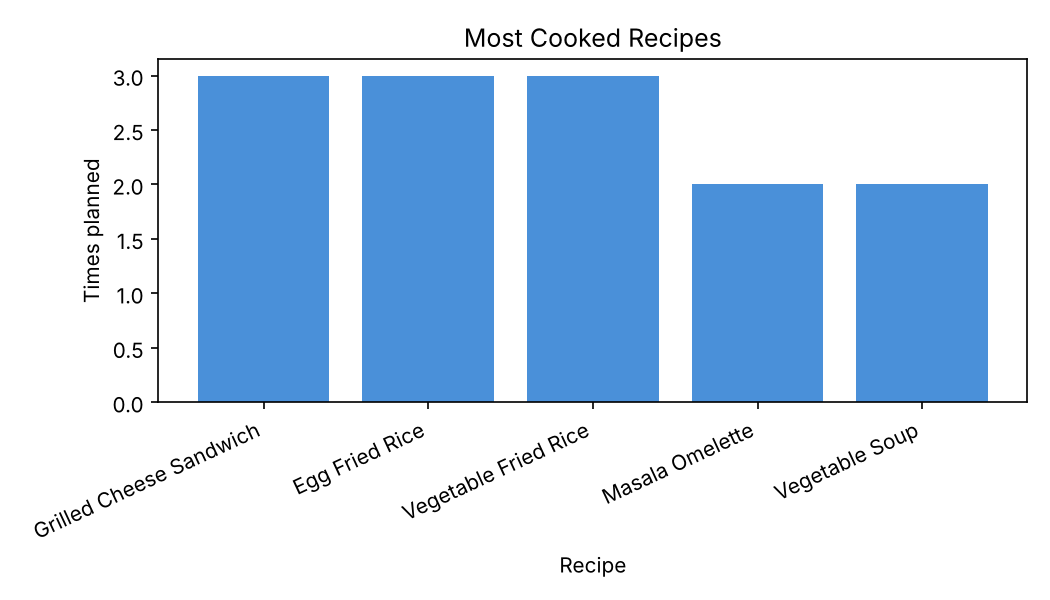 Most Cooked Recipes
Times planned
3.0
2.5
2.0
1.5
1.0
0.5
0.0
Grilled Cheese Sandwich
Egg Fried Rice
Vegetable Fried Rice
Masala Omelette
Vegetable Soup
Recipe